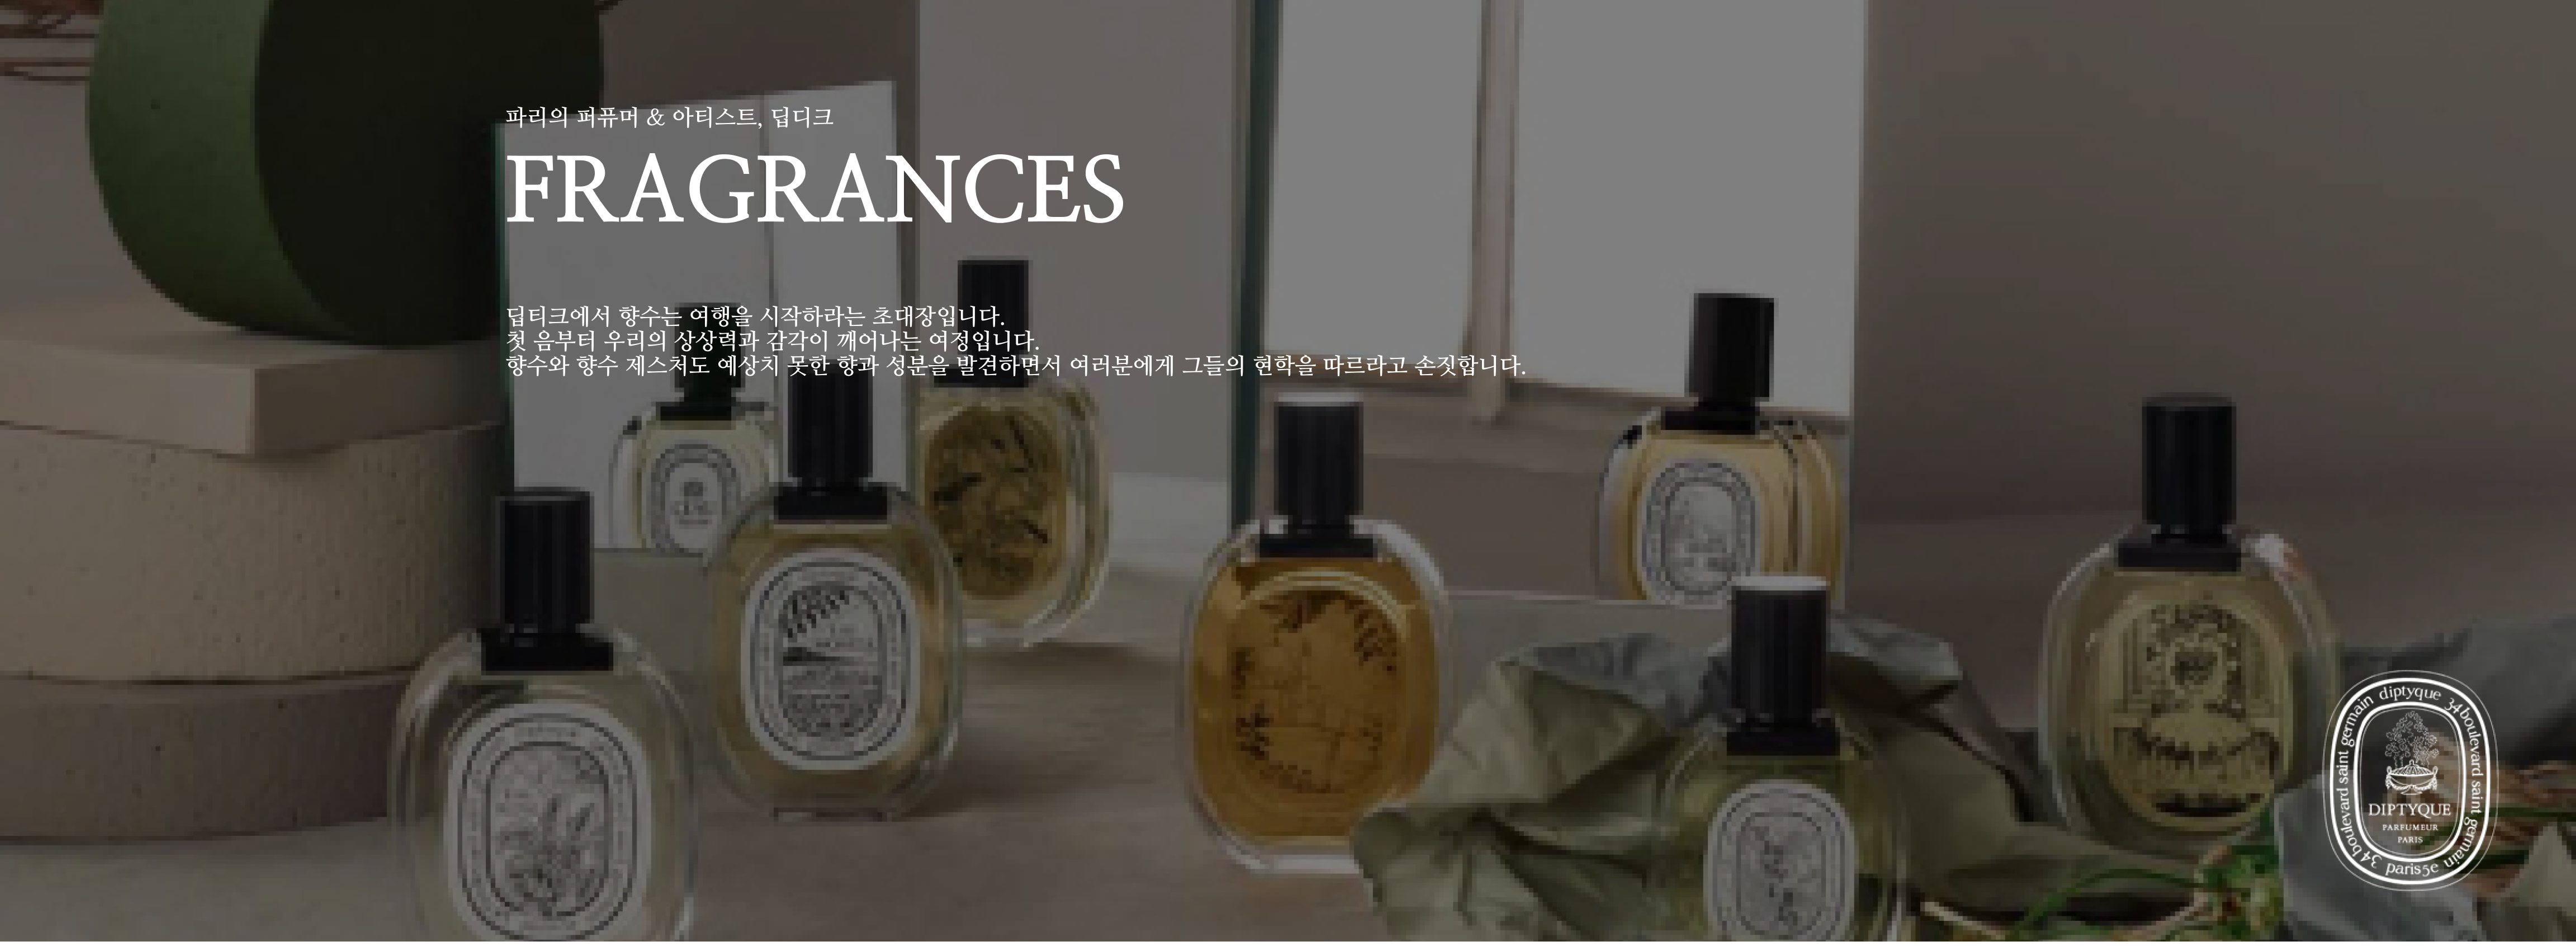 파리의 퍼퓸머 & 아티스트, 딥디크
FRAGRANCES
딥티크에서 향수는 여행을 시작하라는 초대장입니다.
첫 음부터 우리의 상상력과 감각이 깨어나는 여정입니다.
향수와 향수 제스처도 예상치 못한 향과 성분을 발견하면서 여러분에게 그들의 현학을 따르라고 손짓합니다.
diptyque 34 boulevard saint germain paris5e 34 boulevard saint germain
DIPTYQUE
PARFUMEUR
PARIS